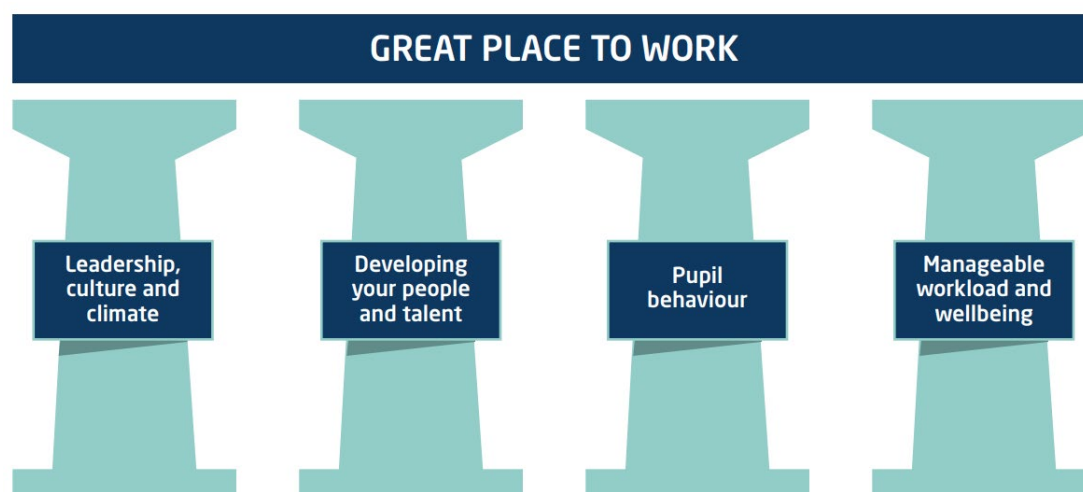 GREAT PLACE TO WORK
Leadership,
culture and
climate
Developing
your people
and talent
Pupil
behaviour
Manageable
workload and
wellbeing